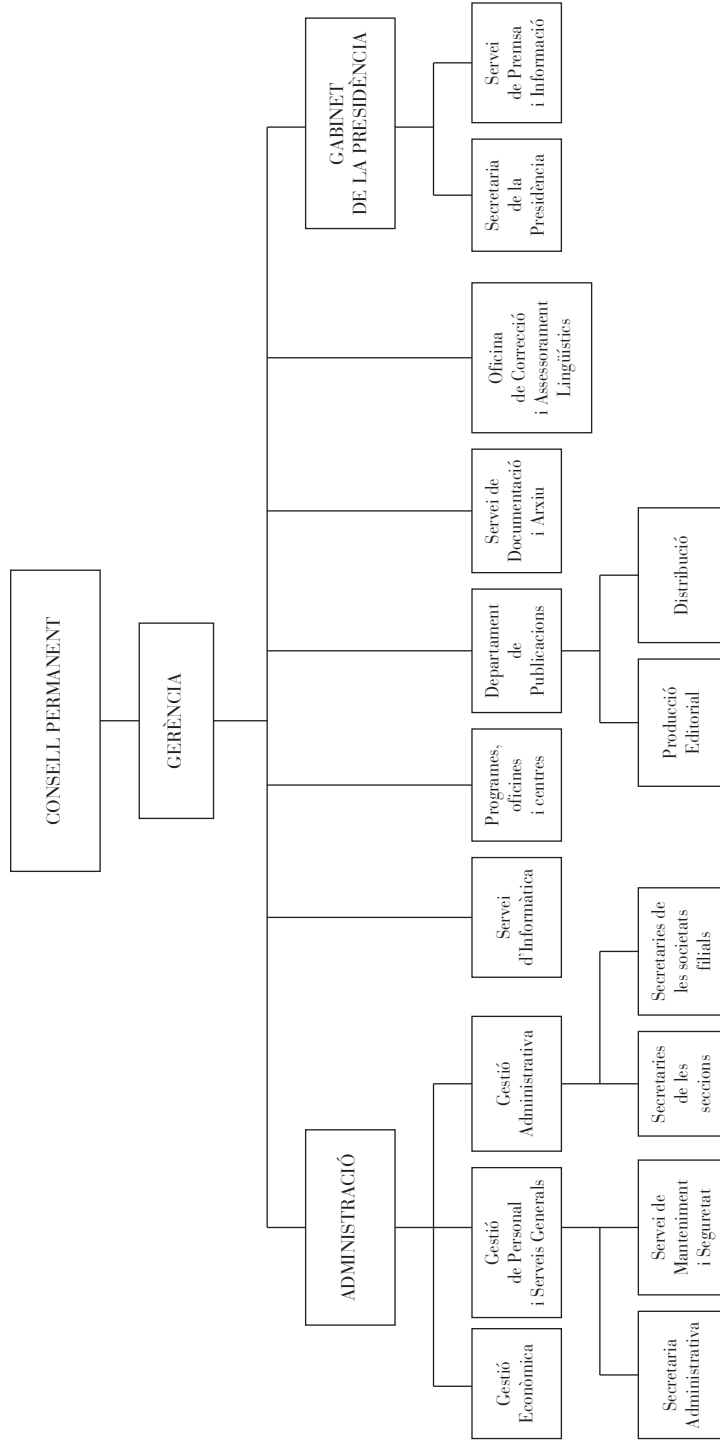 CONSELL PERMANENT
GERÈNCIA
ADMINISTRACIÓ
GABINET
DE LA PRESIDÈNCIA
Gestió
Econòmica
Gestió
de Personal
i Serveis Generals
Gestió
Administrativa
Servei
d’Informàtica
Programes,
oficines
i centres
Departament
de
Publicacions
Servei de
Documentació
i Arxiu
Oficina
de Correcció
i Assessorament
Lingüístics
Secretaria
de la
Presidència
Servei
de Premsa
i Informació
Secretaria
Administrativa
Servei de
Manteniment
i Seguretat
Secretaries
de les
seccions
Secretaries de
les societats
filials
Producció
Editorial
Distribució